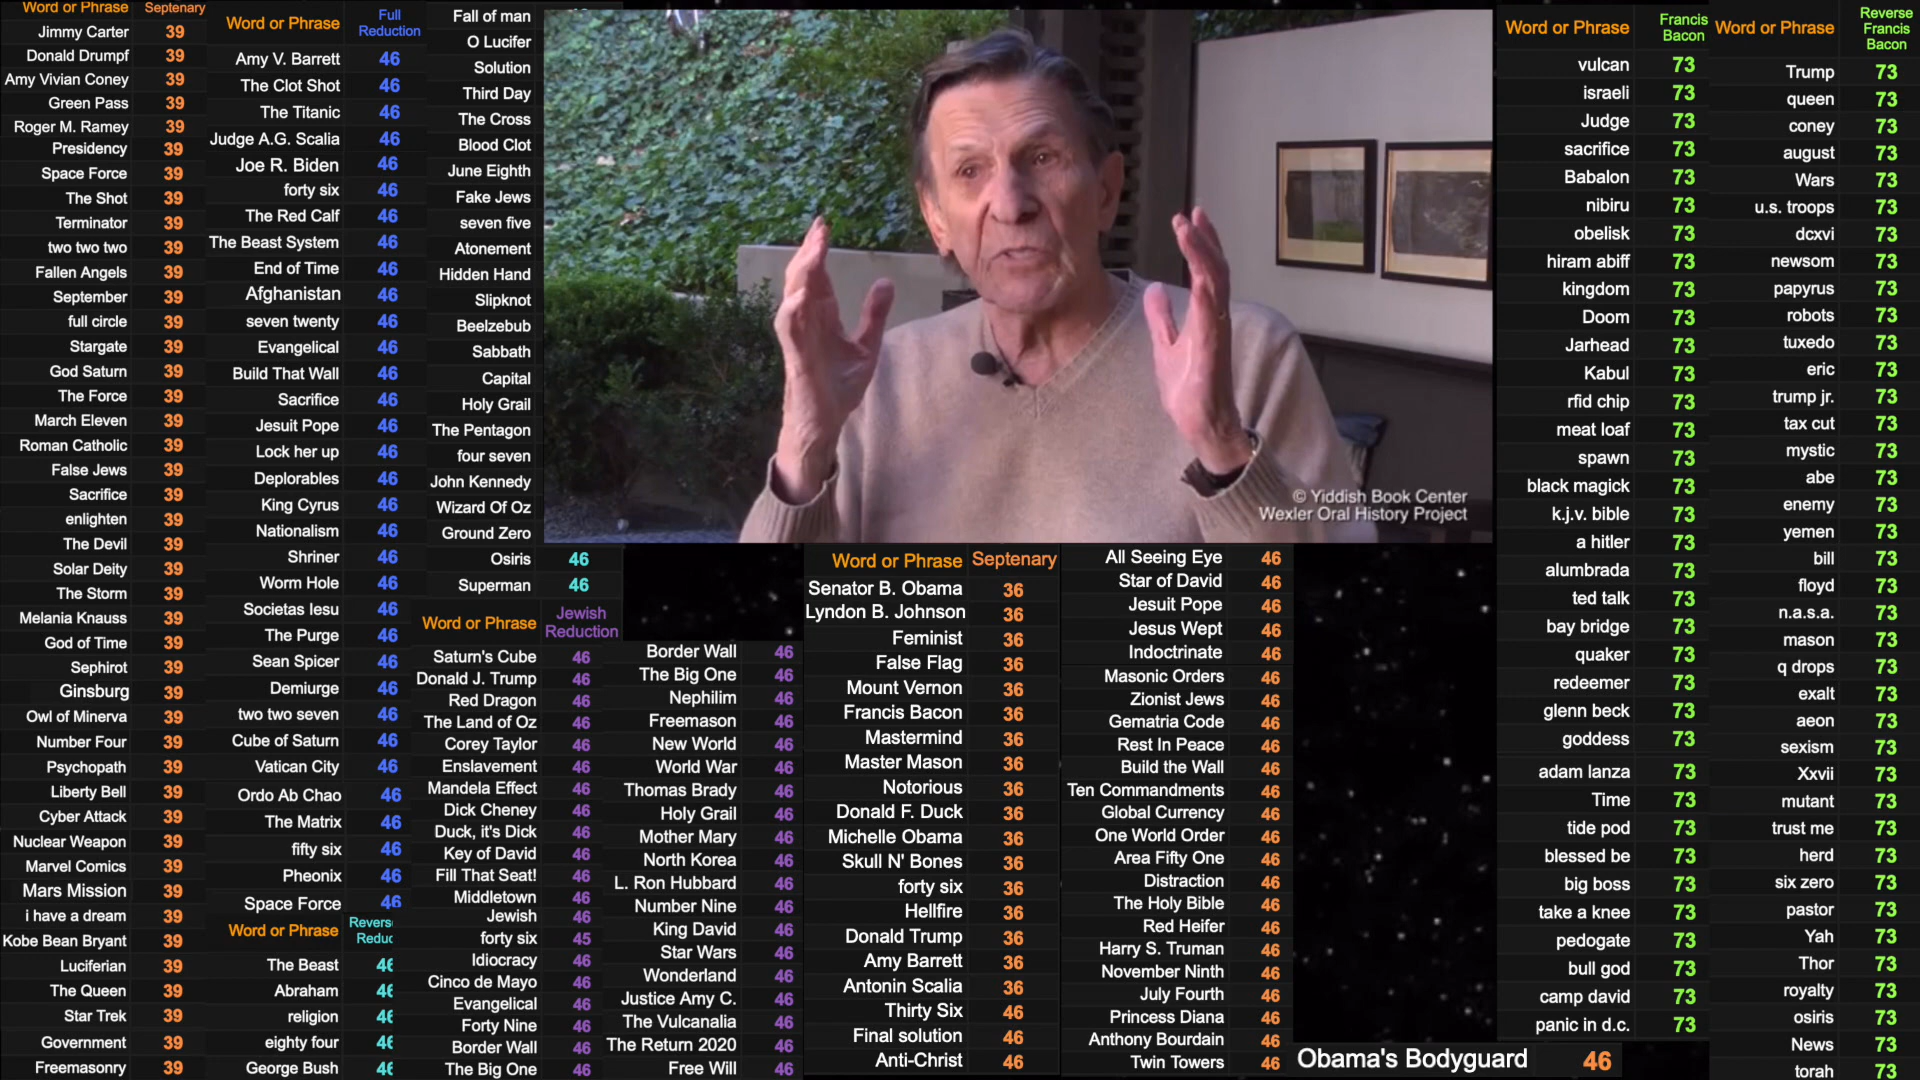 Word or Phrase Septenary
Jimmy Carter 39
Donald Drumpf 39
Amy Vivian Coney 39
Green Pass 39
Roger M. Ramey 39
Presidency 39
Space Force 39
The Shot 39
Terminator 39
two two two 39
Fallen Angels 39
September 39
full circle 39
Stargate 39
God Saturn 39
The Force 39
March Eleven 39
Roman Catholic 39
False Jews 39
Sacrifice 39
enlighten 39
The Devil 39
Solar Deity 39
The Storm 39
Melania Knauss 39
God of Time 39
Sephirot 39
Ginsburg 39
Owl of Minerva 39
Number Four 39
Psychopath 39
Liberty Bell 39
Cyber Attack 39
Nuclear Weapon 39
Marvel Comics 39
Mars Mission 39
i have a dream 39
Kobe Bean Bryant 39
Luciferian 39
The Queen 39
Star Trek 39
Government 39
Freemasonry 39
Word or Phrase Full Reduction
Amy V. Barrett 46
The Clot Shot 46
The Titanic 46
Judge A.G. Scalia 46
Joe R. Biden 46
forty six 46
The Red Calf 46
The Beast System 46
End of Time 46
Afghanistan 46
seven twenty 46
Evangelical 46
Build That Wall 46
Sacrifice 46
Jesuit Pope 46
Lock her up 46
Deplorables 46
King Cyrus 46
Nationalism 46
Shriner 46
Worm Hole 46
Societas Iesu 46
The Purge 46
Sean Spicer 46
Demiurge 46
two two seven 46
Cube of Saturn 46
Vatican City 46
Ordo Ab Chao 46
The Matrix 46
fifty six 46
Pheonix 46
Space Force 46
Word or Phrase Revers Reduc
The Beast 46
Abraham 46
religion 46
eighty four 46
George Bush 46
Fall of man
O Lucifer
Solution
Third Day
The Cross
Blood Clot
June Eighth
Fake Jews
seven five
Atonement
Hidden Hand
Slipknot
Beelzebub
Sabbath
Capital
Holy Grail
The Pentagon
four seven
John Kennedy
Wizard Of Oz
Ground Zero
Osiris 46
Superman 46
Word or Phrase Jewish Reduction
Saturn's Cube 46
Donald J. Trump 46
Red Dragon 46
The Land of Oz 46
Corey Taylor 46
Enslavement 46
Mandela Effect 46
Dick Cheney 46
Duck, it's Dick 46
Key of David 46
Fill That Seat! 46
Middletown 46
Jewish 46
forty six 45
Idiocracy 46
Cinco de Mayo 46
Evangelical 46
Forty Nine 46
Border Wall 46
The Big One 46
Border Wall 46
The Big One 46
Nephilim 46
Freemason 46
New World 46
World War 46
Thomas Brady 46
Holy Grail 46
Mother Mary 46
North Korea 46
L. Ron Hubbard 46
Number Nine 46
King David 46
Star Wars 46
Wonderland 46
Justice Amy C. 46
The Vulcanalia 46
The Return 2020 46
Free Will 46
© Yiddish Book Center
Wexler Oral History Project
Word or Phrase Septenary
Senator B. Obama 36
Lyndon B. Johnson 36
Feminist 36
False Flag 36
Mount Vernon 36
Francis Bacon 36
Mastermind 36
Master Mason 36
Notorious 36
Donald F. Duck 36
Michelle Obama 36
Skull N' Bones 36
forty six 36
Hellfire 36
Donald Trump 36
Amy Barrett 36
Antonin Scalia 36
Thirty Six 46
Final solution 46
Anti-Christ 46
All Seeing Eye 46
Star of David 46
Jesuit Pope 46
Jesus Wept 46
Indoctrinate 46
Masonic Orders 46
Zionist Jews 46
Gematria Code 46
Rest In Peace 46
Build the Wall 46
Ten Commandments 46
Global Currency 46
One World Order 46
Area Fifty One 46
Distraction 46
The Holy Bible 46
Red Heifer 46
Harry S. Truman 46
November Ninth 46
July Fourth 46
Princess Diana 46
Anthony Bourdain 46
Twin Towers 46
Obama's Bodyguard 46
Word or Phrase Francis Bacon
vulcan 73
israeli 73
Judge 73
sacrifice 73
Babalon 73
nibiru 73
obelisk 73
hiram abiff 73
kingdom 73
Doom 73
Jarhead 73
Kabul 73
rfid chip 73
meat loaf 73
spawn 73
black magick 73
k.j.v. bible 73
a hitler 73
alumbrada 73
ted talk 73
bay bridge 73
quaker 73
redeemer 73
glenn beck 73
goddess 73
adam lanza 73
Time 73
tide pod 73
blessed be 73
big boss 73
take a knee 73
pedogate 73
bull god 73
camp david 73
panic in d.c. 73
Word or Phrase Reverse Francis Bacon
Trump 73
queen 73
coney 73
august 73
Wars 73
u.s. troops 73
dcxvi 73
newsom 73
papyrus 73
robots 73
tuxedo 73
eric 73
trump jr. 73
tax cut 73
mystic 73
abe 73
enemy 73
yemen 73
bill 73
floyd 73
n.a.s.a. 73
mason 73
q drops 73
exalt 73
aeon 73
sexism 73
Xxvii 73
mutant 73
trust me 73
herd 73
six zero 73
pastor 73
Yah 73
Thor 73
royalty 73
osiris 73
News 73
torah 73